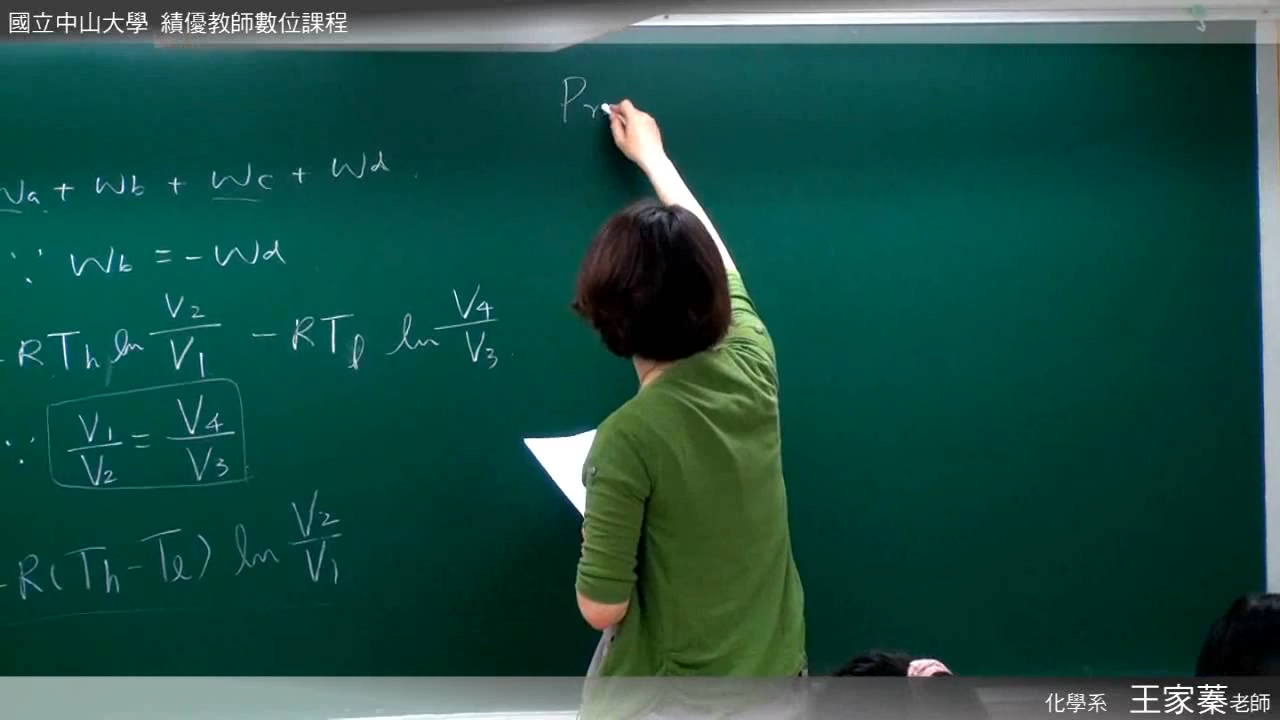 國立中山大學 績優教師數位課程
Pr
Wa + Wb + Wc + Wd
∵ Wb = -Wd
-RTh ln V2/V1 - RTl ln V4/V3
∵ V1/V2 = V4/V3
-R(Th-Tl) ln V2/V1
化學系 王家蓁老師